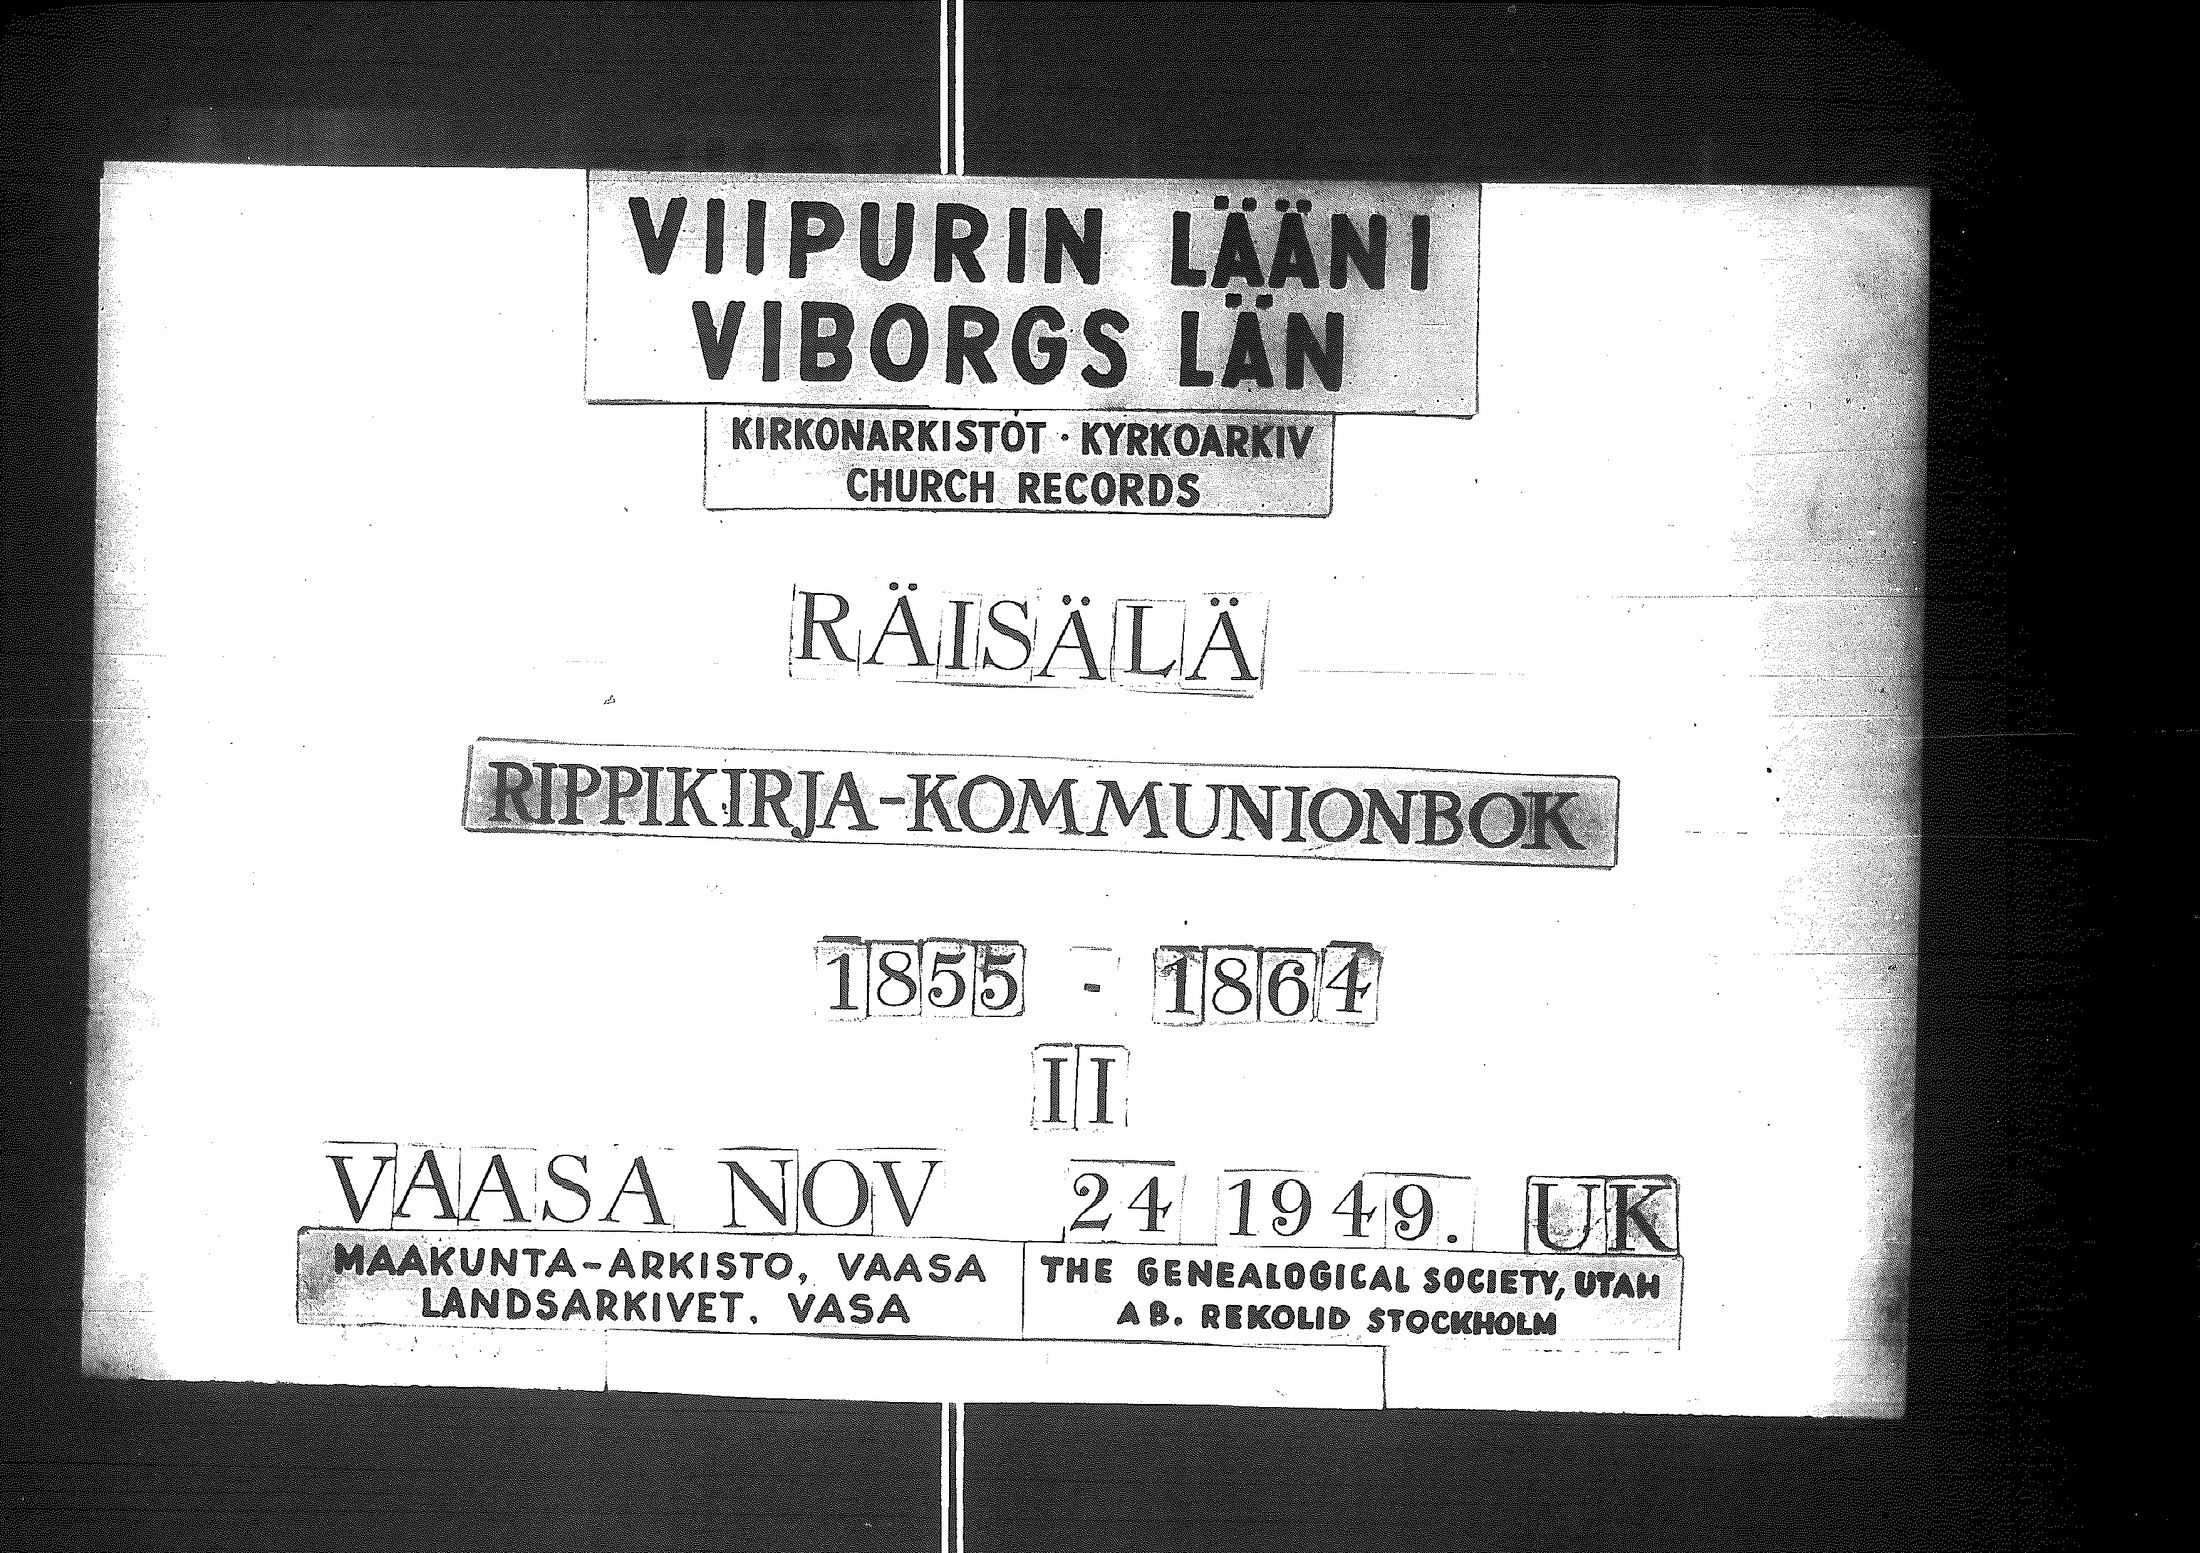 VIIPURIN LÄÄNI
VIBORGS LÄN
KIRKONARKISTOT · KYRKOARKIV
CHURCH RECORDS
RÄISÄLÄ
RIPPIKIRJA-KOMMUNIONBOK
1855 - 1864
II
VAASA NOV 24 1949. UK
MAAKUNTA-ARKISTO, VAASA
LANDSARKIVET, VASA
THE GENEALOGICAL SOCIETY, UTAH
AB. REKOLID STOCKHOLM